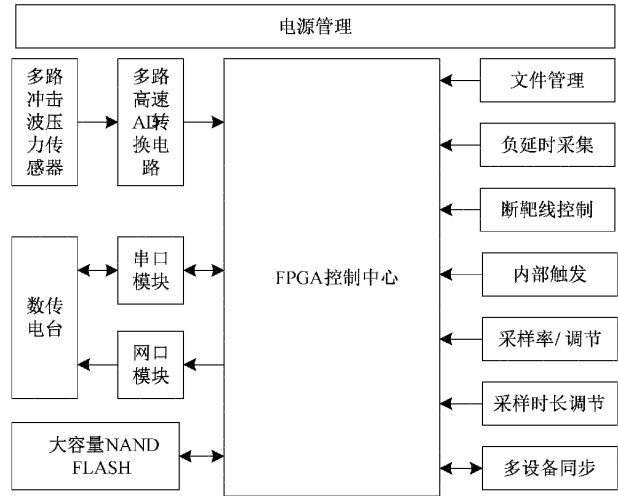 电源管理
多路
冲击
波压
力传
感器
多路
高速
AD转
换电
路
FPGA控制中心
文件管理
负延时采集
断靶线控制
内部触发
采样率/调节
采样时长调节
多设备同步
数传
电台
串口
模块
网口
模块
大容量NAND
FLASH